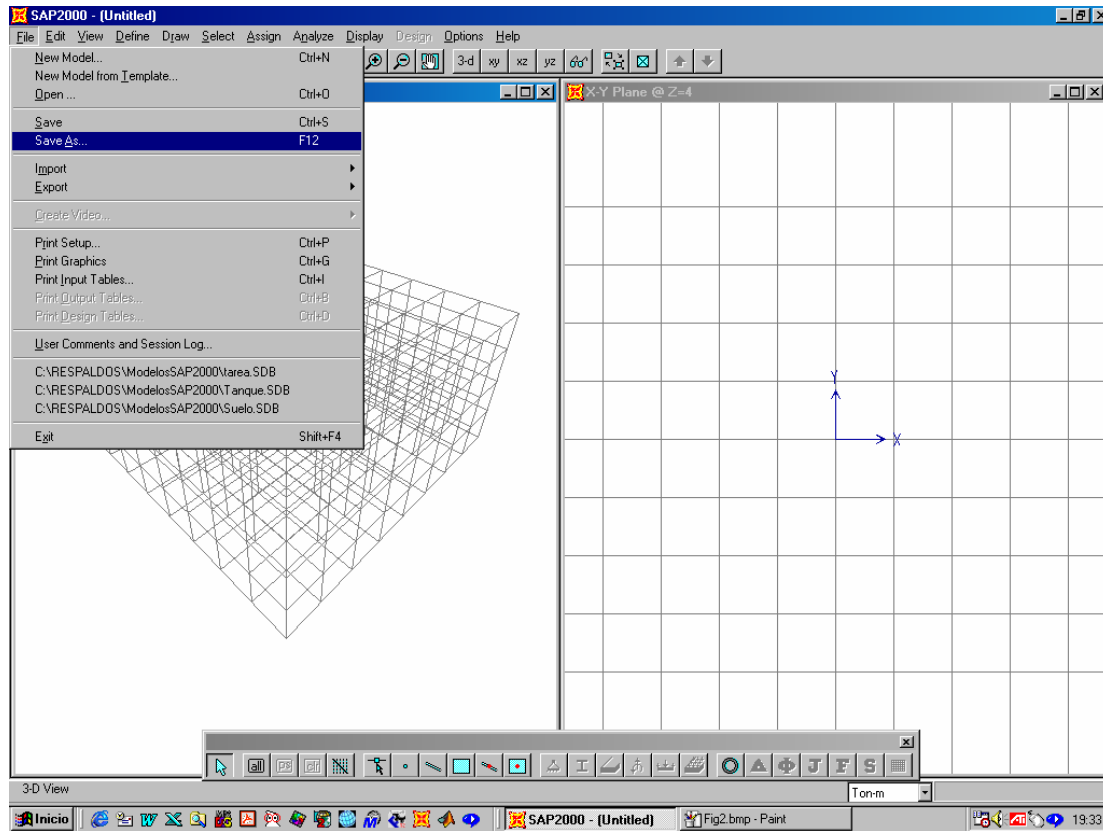 SAP2000 - (Untitled)
File Edit View Define Draw Select Assign Analyze Display Design Options Help
3-d xy xz yz
New Model... Ctrl+N
New Model from Template...
Open ... Ctrl+O
Save Ctrl+S
Save As... F12
Import
Export
Create Video...
Print Setup... Ctrl+P
Print Graphics Ctrl+G
Print Input Tables... Ctrl+I
Print Output Tables... Ctrl+B
Print Design Tables... Ctrl+D
User Comments and Session Log...
C:\RESPALDOS\ModelosSAP2000\tarea.SDB
C:\RESPALDOS\ModelosSAP2000\Tanque.SDB
C:\RESPALDOS\ModelosSAP2000\Suelo.SDB
Exit Shift+F4
X-Y Plane @ Z=4
Y
X
all ps clr
I J F S
3-D View
Ton-m
Inicio
SAP2000 - (Untitled)
Fig2.bmp - Paint
19:33